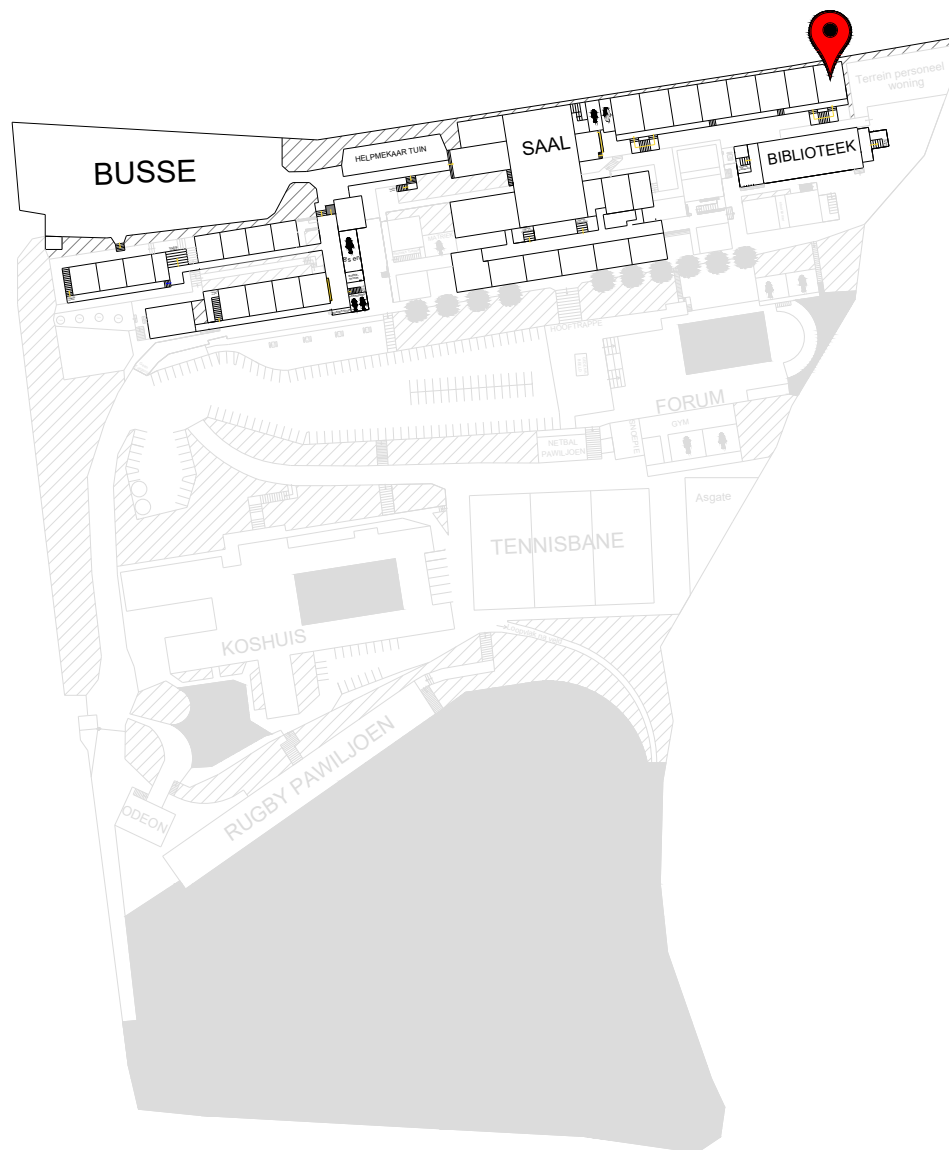 Terrein personeel
woning
SAAL
BIBLIOTEEK
HELPMEKAAR TUIN
BUSSE
HOOFTRAPPE
FORUM
GYM
NETBAL
PAWILJOEN
Asgate
TENNISBANE
KOSHUIS
RUGBY PAWILJOEN
ODEON